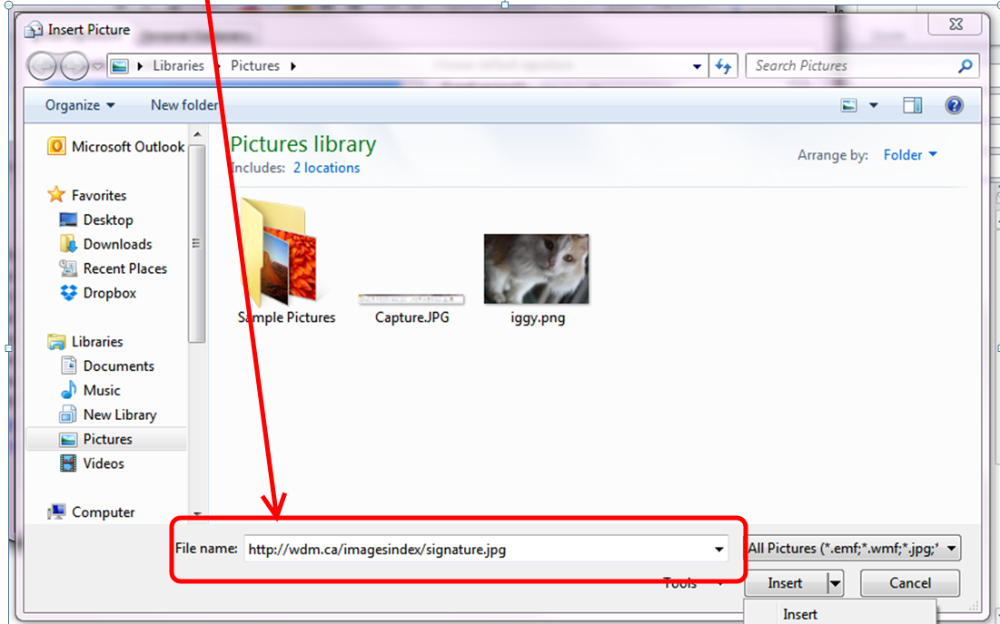 Insert Picture
Libraries Pictures
Search Pictures
Organize New folder
Microsoft Outlook
Favorites
Desktop
Downloads
Recent Places
Dropbox
Libraries
Documents
Music
New Library
Pictures
Videos
Computer
Pictures library
Includes: 2 locations
Arrange by: Folder
Sample Pictures
Capture.JPG
iggy.png
File name: http://wdm.ca/imagesindex/signature.jpg
All Pictures (*.emf;*.wmf;*.jpg;*
Tools Insert Cancel
Insert